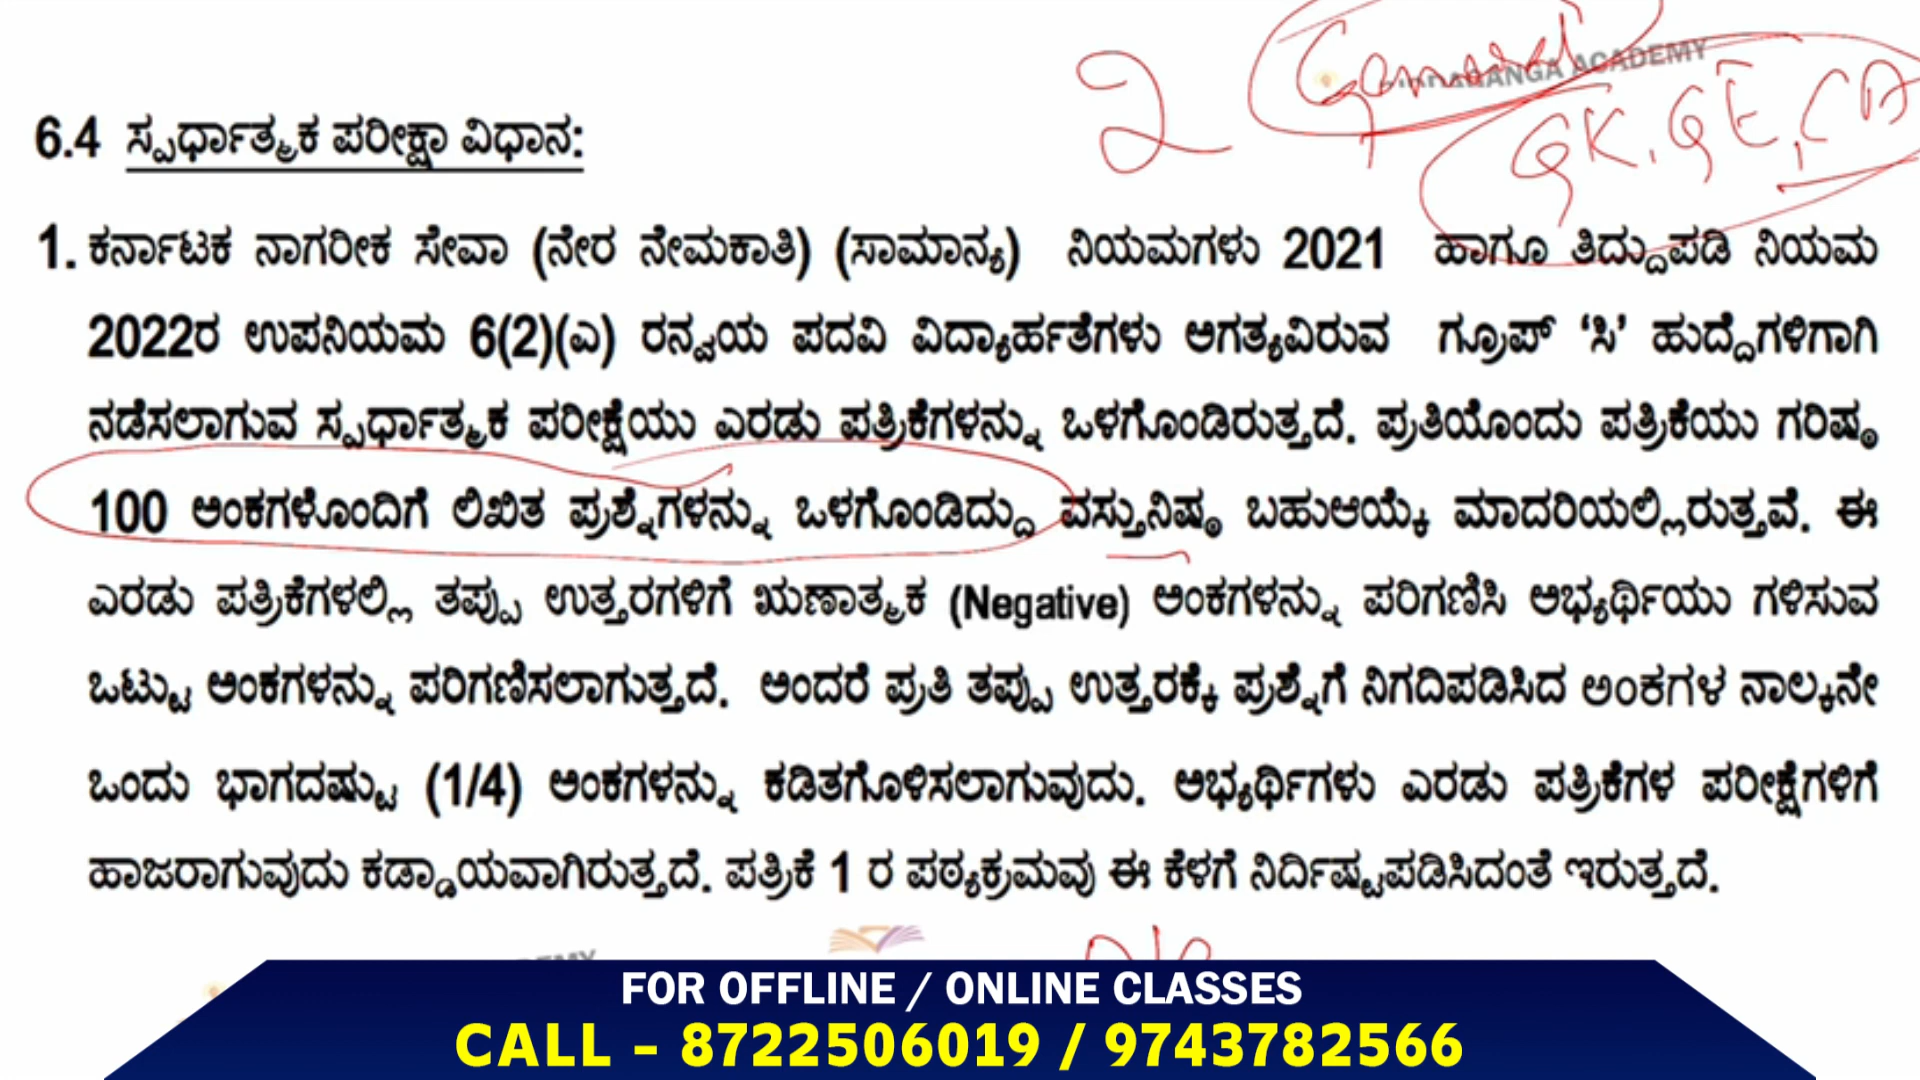 2 General
GK, GE, CA
6.4 ಸ್ಪರ್ಧಾತ್ಮಕ ಪರೀಕ್ಷಾ ವಿಧಾನ:
1. ಕರ್ನಾಟಕ ನಾಗರೀಕ ಸೇವಾ (ನೇರ ನೇಮಕಾತಿ) (ಸಾಮಾನ್ಯ) ನಿಯಮಗಳು 2021 ಹಾಗೂ ತಿದ್ದುಪಡಿ ನಿಯಮ
2022ರ ಉಪನಿಯಮ 6(2)(ಎ) ರನ್ವಯ ಪದವಿ ವಿದ್ಯಾರ್ಹತೆಗಳು ಅಗತ್ಯವಿರುವ ಗ್ರೂಪ್ ‘ಸಿ’ ಹುದ್ದೆಗಳಿಗಾಗಿ
ನಡೆಸಲಾಗುವ ಸ್ಪರ್ಧಾತ್ಮಕ ಪರೀಕ್ಷೆಯು ಎರಡು ಪತ್ರಿಕೆಗಳನ್ನು ಒಳಗೊಂಡಿರುತ್ತದೆ. ಪ್ರತಿಯೊಂದು ಪತ್ರಿಕೆಯು ಗರಿಷ್ಠ
100 ಅಂಕಗಳೊಂದಿಗೆ ಲಿಖಿತ ಪ್ರಶ್ನೆಗಳನ್ನು ಒಳಗೊಂಡಿದ್ದು ವಸ್ತುನಿಷ್ಠ ಬಹುಆಯ್ಕೆ ಮಾದರಿಯಲ್ಲಿರುತ್ತವೆ. ಈ
ಎರಡು ಪತ್ರಿಕೆಗಳಲ್ಲಿ ತಪ್ಪು ಉತ್ತರಗಳಿಗೆ ಋಣಾತ್ಮಕ (Negative) ಅಂಕಗಳನ್ನು ಪರಿಗಣಿಸಿ ಅಭ್ಯರ್ಥಿಯು ಗಳಿಸುವ
ಒಟ್ಟು ಅಂಕಗಳನ್ನು ಪರಿಗಣಿಸಲಾಗುತ್ತದೆ. ಅಂದರೆ ಪ್ರತಿ ತಪ್ಪು ಉತ್ತರಕ್ಕೆ ಪ್ರಶ್ನೆಗೆ ನಿಗದಿಪಡಿಸಿದ ಅಂಕಗಳ ನಾಲ್ಕನೇ
ಒಂದು ಭಾಗದಷ್ಟು (1/4) ಅಂಕಗಳನ್ನು ಕಡಿತಗೊಳಿಸಲಾಗುವುದು. ಅಭ್ಯರ್ಥಿಗಳು ಎರಡು ಪತ್ರಿಕೆಗಳ ಪರೀಕ್ಷೆಗಳಿಗೆ
ಹಾಜರಾಗುವುದು ಕಡ್ಡಾಯವಾಗಿರುತ್ತದೆ. ಪತ್ರಿಕೆ 1 ರ ಪಠ್ಯಕ್ರಮವು ಈ ಕೆಳಗೆ ನಿರ್ದಿಷ್ಟಪಡಿಸಿದಂತೆ ಇರುತ್ತದೆ.
FOR OFFLINE / ONLINE CLASSES
CALL - 8722506019 / 9743782566